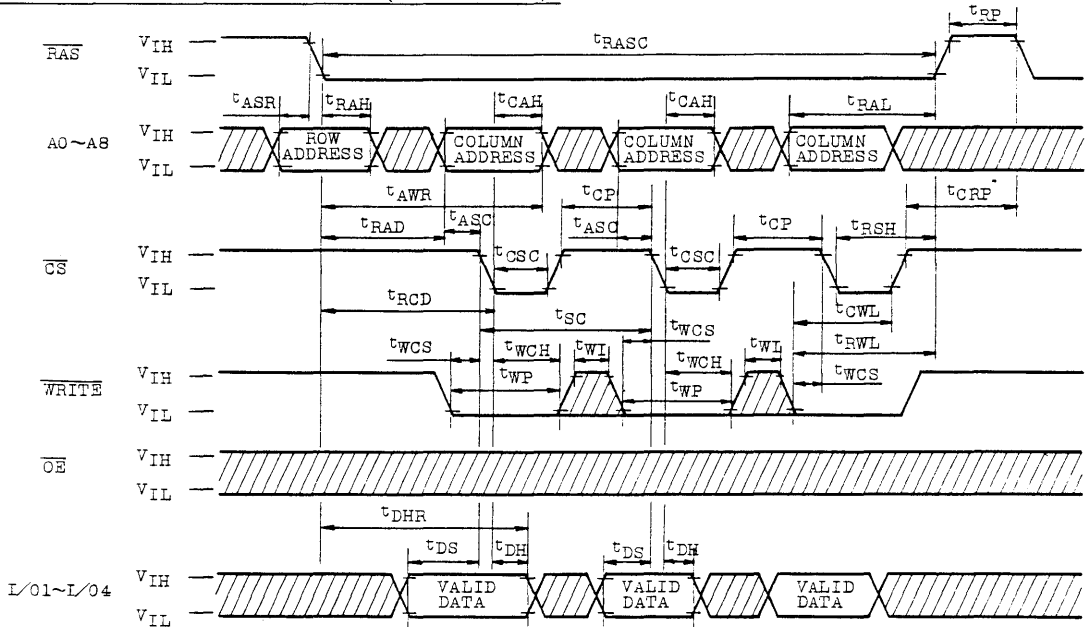 tRP
RAS VIH tRASC
VIL
tASR tRAH tCAH tCAH tRAL
A0~A8 VIH ROW ADDRESS COLUMN ADDRESS COLUMN ADDRESS COLUMN ADDRESS
VIL
tAWR tCP tCRP
tRAD tASC tASC tCP tRSH
CS VIH tCSC tCSC
VIL
tRCD tCWL
tSC tWCS
tWCS tWCH tWI tWCH tWI tRWL
WRITE VIH tWP tWP tWCS
VIL
OE VIH
VIL
tDHR
tDS tDH tDS tDH
I/O1~I/O4 VIH VALID DATA VALID DATA VALID DATA
VIL